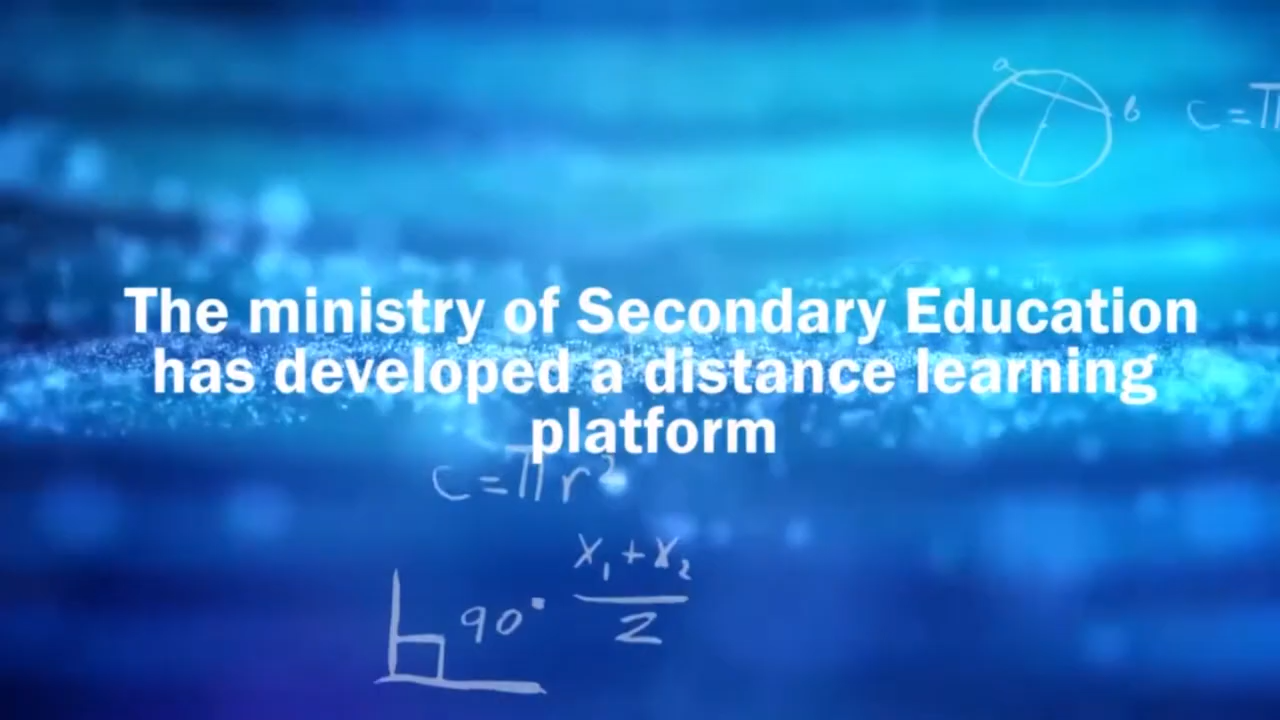 a
b
c=π
The ministry of Secondary Education
has developed a distance learning
platform
c=πr²
x₁+x₂
90°
2